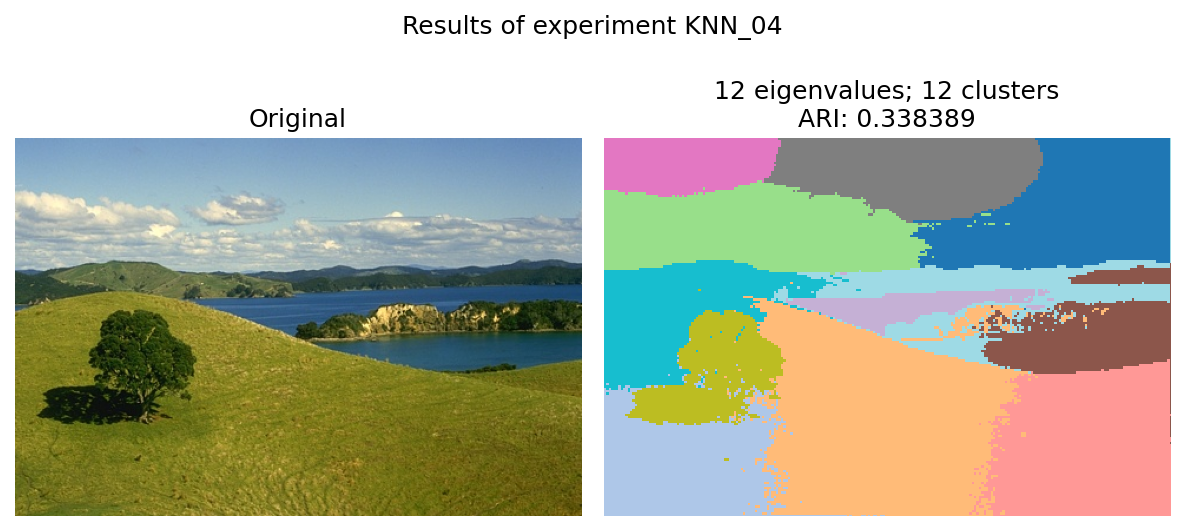 Results of experiment KNN_04
Original
12 eigenvalues; 12 clusters
ARI: 0.338389